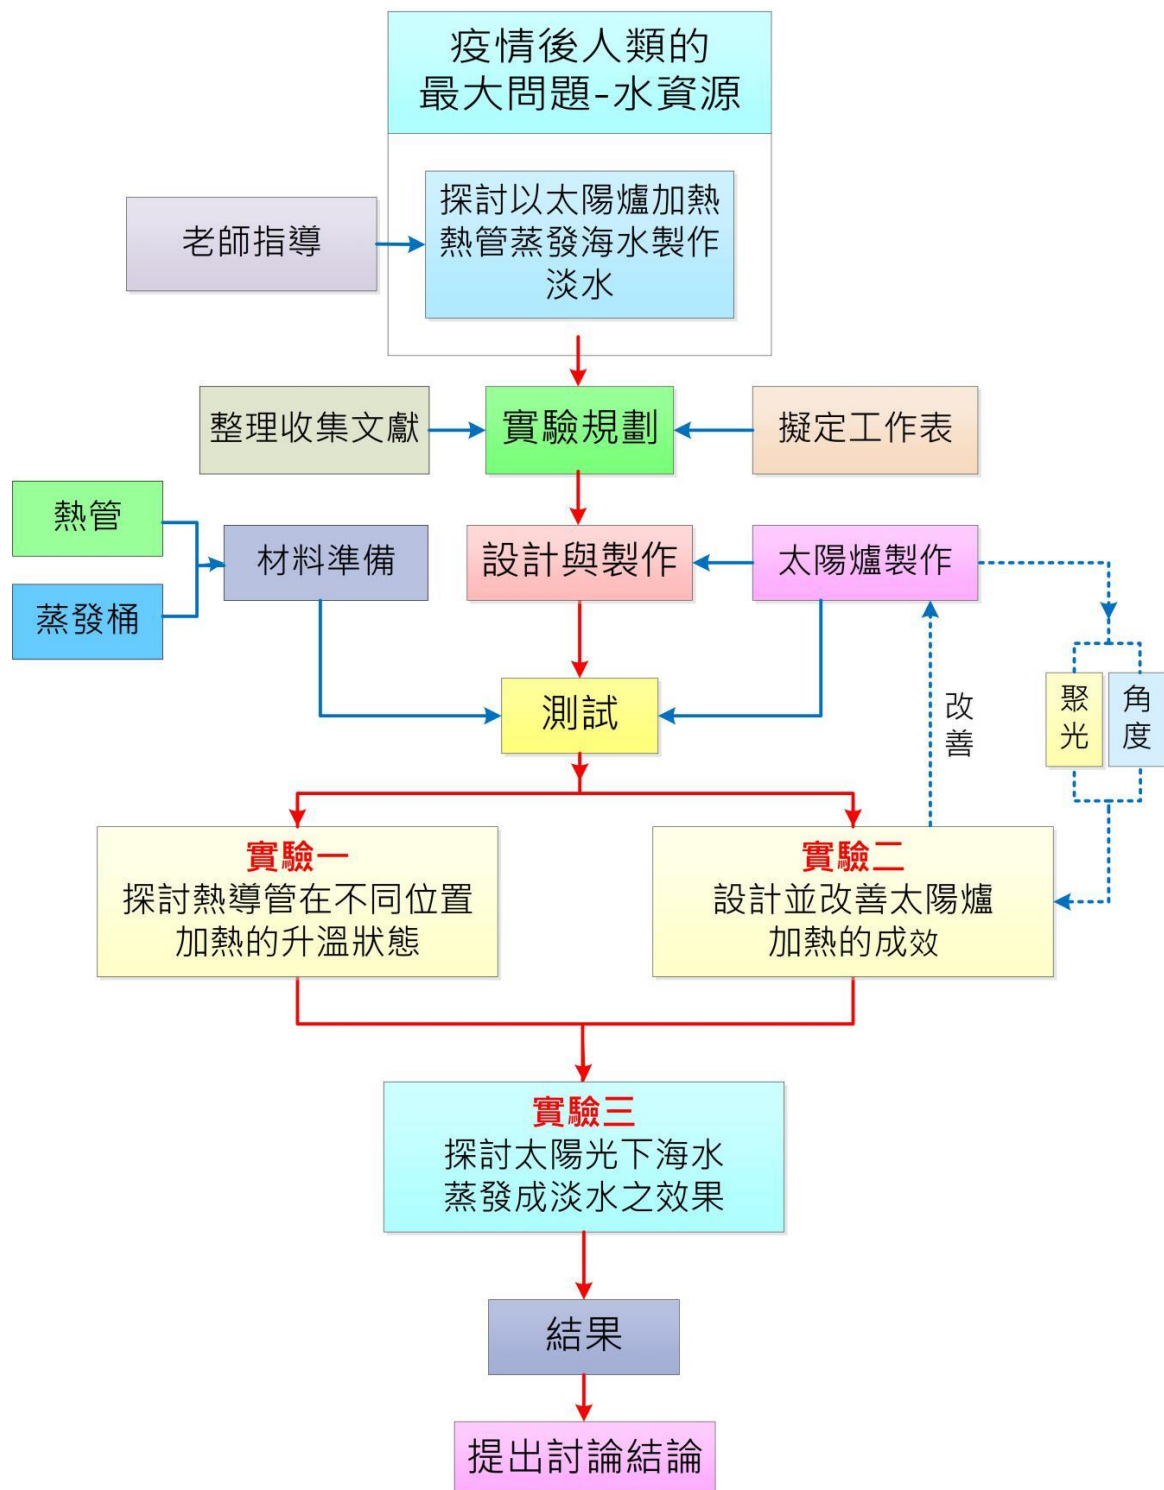 疫情後人類的
最大問題-水資源
老師指導
探討以太陽爐加熱
熱管蒸發海水製作
淡水
整理收集文獻
實驗規劃
擬定工作表
熱管
蒸發桶
材料準備
設計與製作
太陽爐製作
測試
改善
聚光
角度
實驗一
探討熱導管在不同位置
加熱的升溫狀態
實驗二
設計並改善太陽爐
加熱的成效
實驗三
探討太陽光下海水
蒸發成淡水之效果
結果
提出討論結論